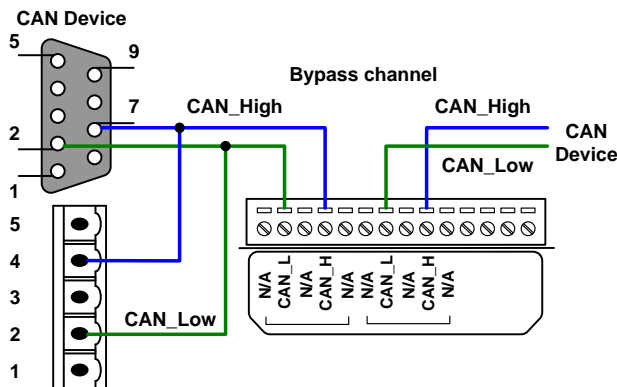 CAN Device
5
9
Bypass channel
7
CAN_High
CAN_High
CAN
Device
2
CAN_Low
1
5
4
3
CAN_Low
2
1
N/A
CAN_L
N/A
CAN_H
N/A
N/A
CAN_L
N/A
CAN_H
N/A